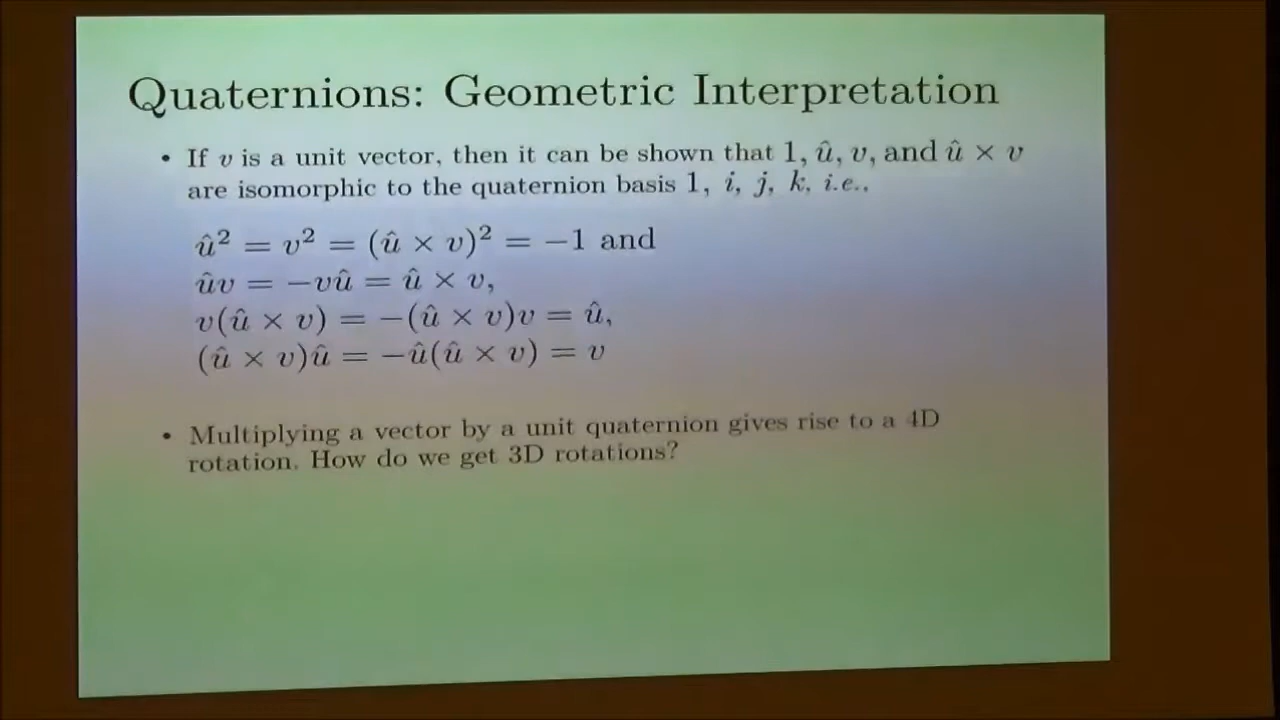 Quaternions: Geometric Interpretation
• If v is a unit vector, then it can be shown that 1, û, v, and û × v
are isomorphic to the quaternion basis 1, i, j, k, i.e.,
û² = v² = (û × v)² = −1 and
ûv = −vû = û × v,
v(û × v) = −(û × v)v = û,
(û × v)û = −û(û × v) = v
• Multiplying a vector by a unit quaternion gives rise to a 4D
rotation. How do we get 3D rotations?